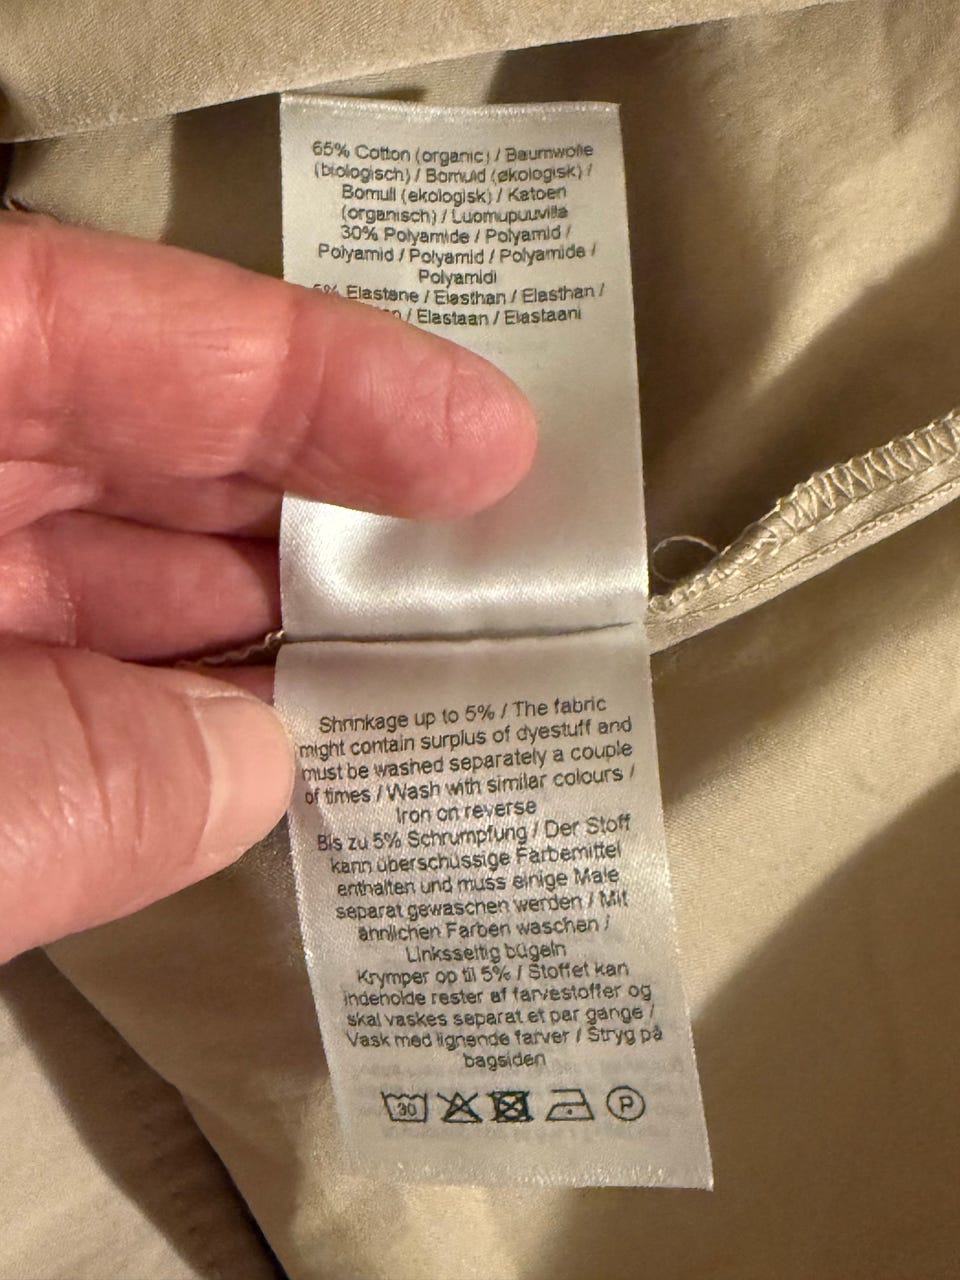 65% Cotton (organic) / Baumwolle
(biologisch) / Bomuld (økologisk) /
Bomull (ekologisk) / Katoen
(organisch) / Luomupuuvilla
30% Polyamide / Polyamid /
Polyamid / Polyamid / Polyamide /
Polyamidi
5% Elastane / Elasthan / Elasthan /
/ Elastaan / Elastaani
Shrinkage up to 5% / The fabric
might contain surplus of dyestuff and
must be washed separately a couple
of times / Wash with similar colours /
Iron on reverse
Bis zu 5% Schrumpfung / Der Stoff
kann überschüssige Farbemittel
enthalten und muss einige Male
separat gewaschen werden / Mit
ähnlichen Farben waschen /
Linksseitig bügeln
Krymper op til 5% / Stoffet kan
indeholde rester af farvestoffer og
skal vaskes separat et par gange /
Vask med lignende farver / Stryg på
bagsiden
30 P